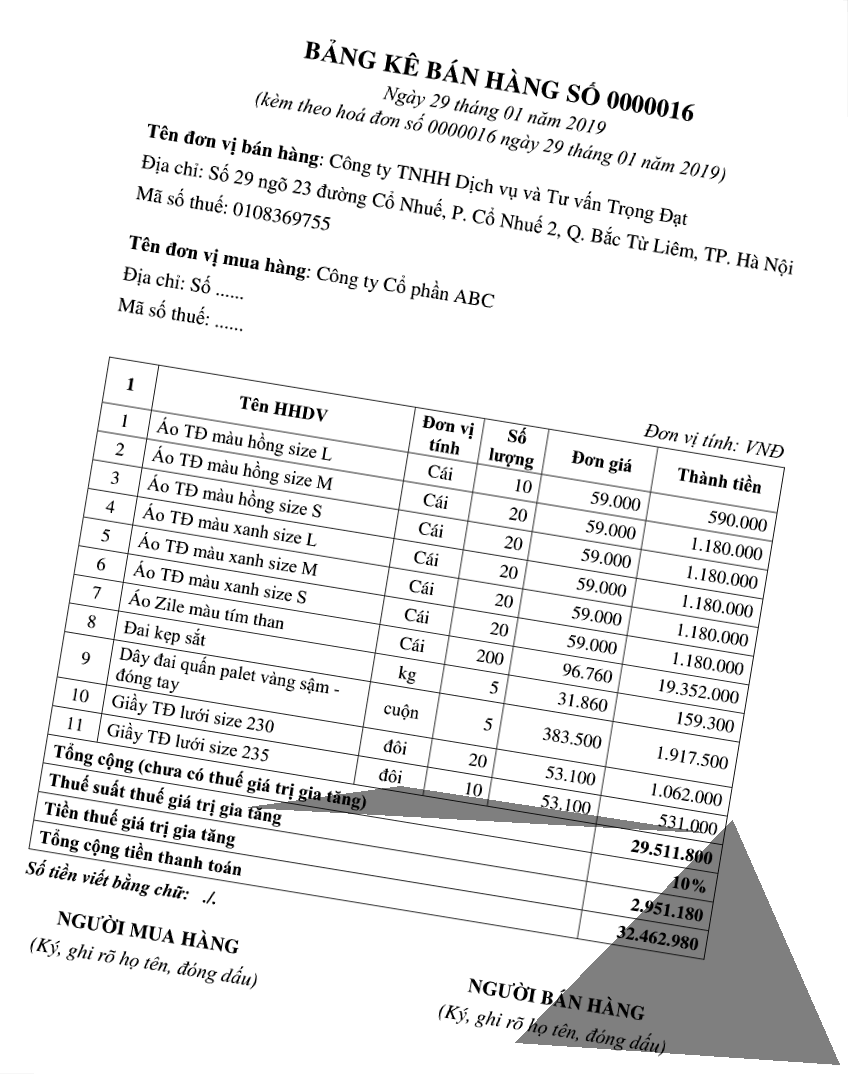 BẢNG KÊ BÁN HÀNG SỐ 0000016
Ngày 29 tháng 01 năm 2019
(kèm theo hoá đơn số 0000016 ngày 29 tháng 01 năm 2019)
Tên đơn vị bán hàng: Công ty TNHH Dịch vụ và Tư vấn Trọng Đạt
Địa chỉ: Số 29 ngõ 23 đường Cổ Nhuế, P. Cổ Nhuế 2, Q. Bắc Từ Liêm, TP. Hà Nội
Mã số thuế: 0108369755
Tên đơn vị mua hàng: Công ty Cổ phần ABC
Địa chỉ: Số ......
Mã số thuế: ......
Đơn vị tính: VNĐ
1 Tên HHDV Đơn vị tính Số lượng Đơn giá Thành tiền
1 Áo TĐ màu hồng size L Cái 10 59.000 590.000
2 Áo TĐ màu hồng size M Cái 20 59.000 1.180.000
3 Áo TĐ màu hồng size S Cái 20 59.000 1.180.000
4 Áo TĐ màu xanh size L Cái 20 59.000 1.180.000
5 Áo TĐ màu xanh size M Cái 20 59.000 1.180.000
6 Áo TĐ màu xanh size S Cái 20 59.000 1.180.000
7 Áo Zile màu tím than Cái 200 96.760 19.352.000
8 Đai kẹp sắt kg 5 31.860 159.300
9 Dây đai quấn palet vàng sậm - đóng tay cuộn 5 383.500 1.917.500
10 Giầy TĐ lưới size 230 đôi 20 53.100 1.062.000
11 Giầy TĐ lưới size 235 đôi 10 53.100 531.000
Tổng cộng (chưa có thuế giá trị gia tăng) 29.511.800
Thuế suất thuế giá trị gia tăng 10%
Tiền thuế giá trị gia tăng 2.951.180
Tổng cộng tiền thanh toán 32.462.980
Số tiền viết bằng chữ: ./.
NGƯỜI MUA HÀNG
(Ký, ghi rõ họ tên, đóng dấu)
NGƯỜI BÁN HÀNG
(Ký, ghi rõ họ tên, đóng dấu)